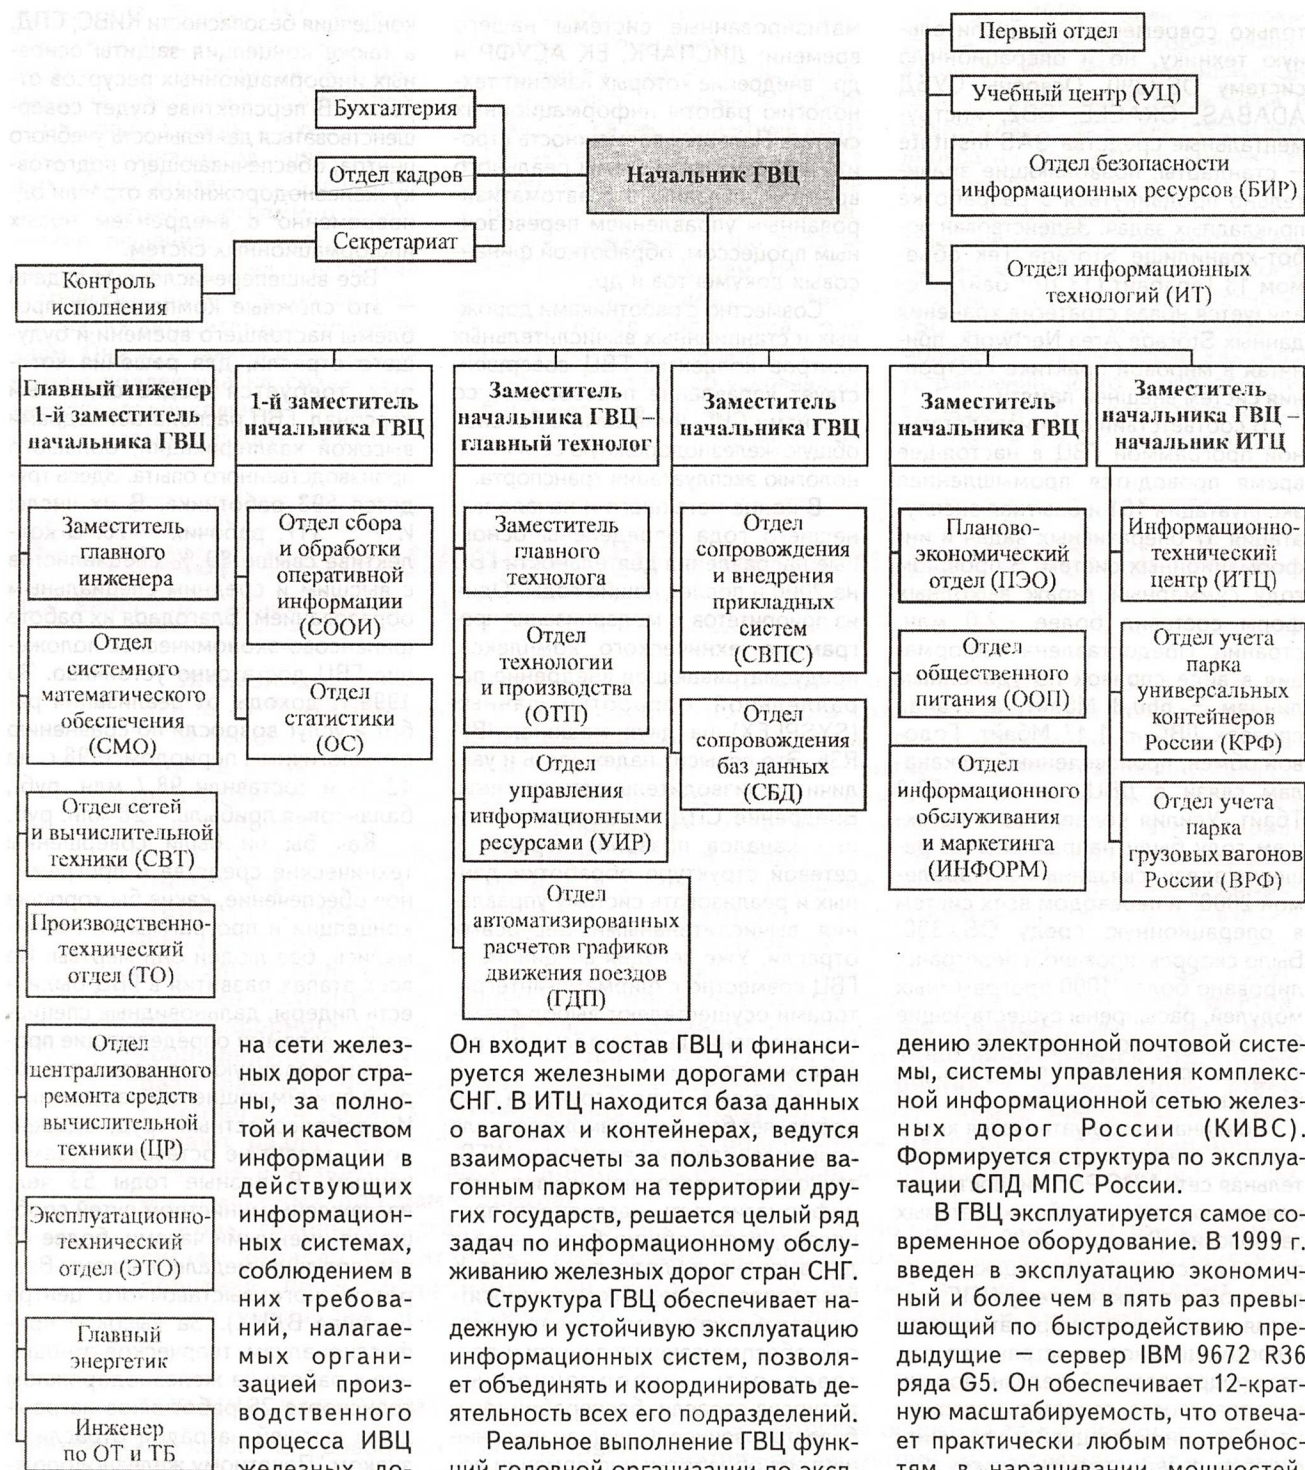 Первый отдел
Учебный центр (УЦ)
Бухгалтерия
Отдел безопасности
информационных ресурсов (БИР)
Отдел кадров
Начальник ГВЦ
Секретариат
Отдел информационных
технологий (ИТ)
Контроль
исполнения
Главный инженер
1-й заместитель
начальника ГВЦ
1-й заместитель
начальника ГВЦ
Заместитель
начальника ГВЦ –
главный технолог
Заместитель
начальника ГВЦ
Заместитель
начальника ГВЦ
Заместитель
начальника ГВЦ –
начальник ИТЦ
Заместитель
главного
инженера
Отдел
системного
математического
обеспечения
(СМО)
Отдел сетей
и вычислительной
техники (СВТ)
Производственно-
технический
отдел (ТО)
Отдел
централизованного
ремонта средств
вычислительной
техники (ЦР)
Эксплуатационно-
технический
отдел (ЭТО)
Главный
энергетик
Инженер
по ОТ и ТБ
Отдел сбора
и обработки
оперативной
информации
(СООИ)
Отдел
статистики
(ОС)
Заместитель
главного
технолога
Отдел
технологии
и производства
(ОТП)
Отдел
управления
информационными
ресурсами (УИР)
Отдел
автоматизированных
расчетов графиков
движения поездов
(ГДП)
Отдел
сопровождения
и внедрения
прикладных
систем
(СВПС)
Отдел
сопровождения
баз данных
(СБД)
Планово-
экономический
отдел (ПЭО)
Отдел
общественного
питания (ОП)
Отдел
информационного
обслуживания
и маркетинга
(ИНФОРМ)
Информационно-
технический
центр (ИТЦ)
Отдел учета
парка
универсальных
контейнеров
России (КРФ)
Отдел учета
парка
грузовых вагонов
России (ВРФ)
на сети желез-
ных дорог стра-
ны, за полно-
той и качеством
информации в
действующих
информацион-
ных системах,
соблюдением в
них требова-
ний, налагае-
мых органи-
зацией произ-
водственного
процесса ИВЦ
железных до-
Он входит в состав ГВЦ и финанси-
руется железными дорогами стран
СНГ. В ИТЦ находится база данных
о вагонах и контейнерах, ведутся
взаиморасчеты за пользование ва-
гонным парком на территории дру-
гих государств, решается целый ряд
задач по информационному обслу-
живанию железных дорог стран СНГ.
Структура ГВЦ обеспечивает на-
дежную и устойчивую эксплуатацию
информационных систем, позволя-
ет объединять и координировать де-
ятельность всех его подразделений.
Реальное выполнение ГВЦ функ-
ций головной организации по эксп-
дению электронной почтовой систе-
мы, системы управления комплекс-
ной информационной сетью желез-
ных дорог России (КИВС).
Формируется структура по эксплуа-
тации СПД МПС России.
В ГВЦ эксплуатируется самое со-
временное оборудование. В 1999 г.
введен в эксплуатацию экономич-
ный и более чем в пять раз превы-
шающий по быстродействию пре-
дыдущие — сервер IBM 9672 R36
ряда G5. Он обеспечивает 12-крат-
ную масштабируемость, что отвеча-
ет практически любым потребнос-
тям в наращивании мощностей.